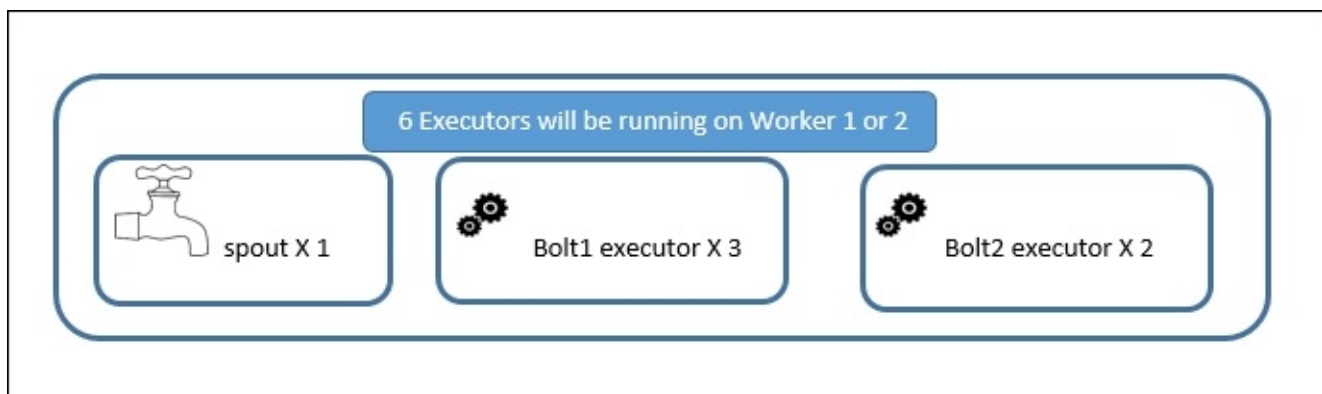 6 Executors will be running on Worker 1 or 2
spout X 1
Bolt1 executor X 3
Bolt2 executor X 2